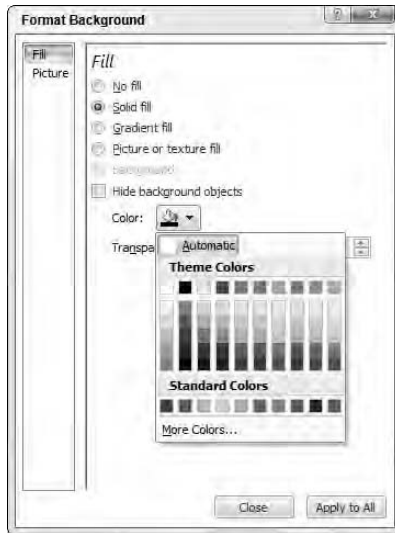 Format Background
Fill
Picture
Fill
No fill
Solid fill
Gradient fill
Picture or texture fill
background
Hide background objects
Color:
Transpa
Automatic
Theme Colors
Standard Colors
More Colors...
Close
Apply to All